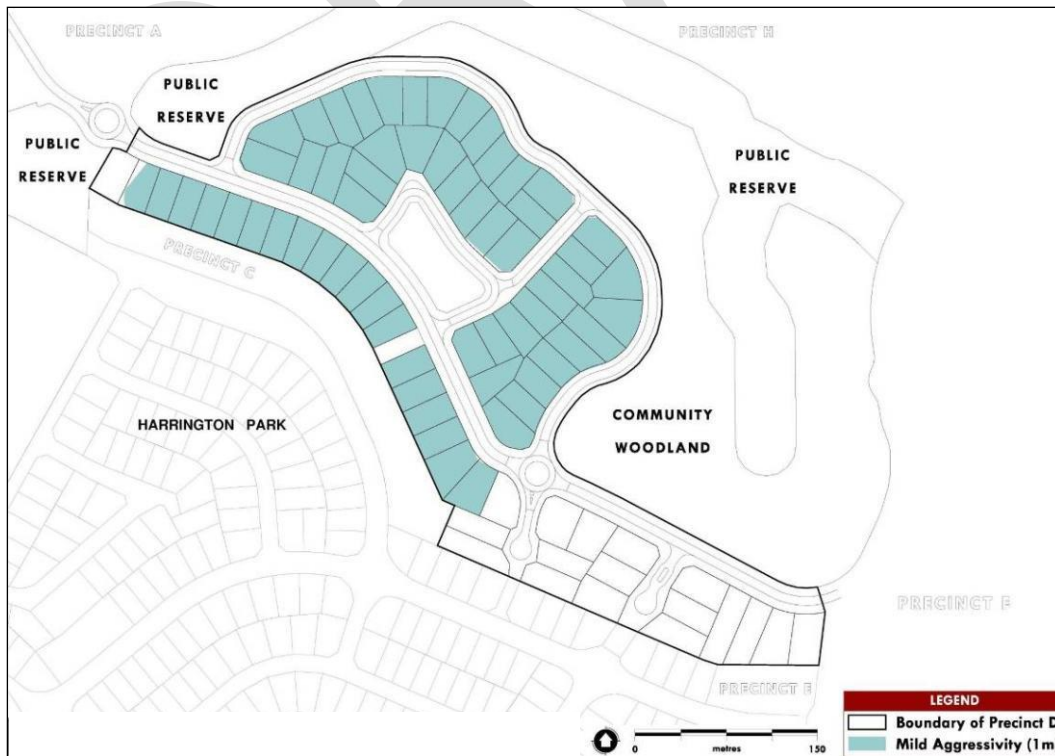 PRECINCT A
PRECINCT H
PUBLIC
RESERVE
PUBLIC
RESERVE
PUBLIC
RESERVE
PRECINCT C
HARRINGTON PARK
COMMUNITY
WOODLAND
PRECINCT E
PRECINCT E
LEGEND
Boundary of Precinct D
Mild Aggressivity (1m
0 metres 150